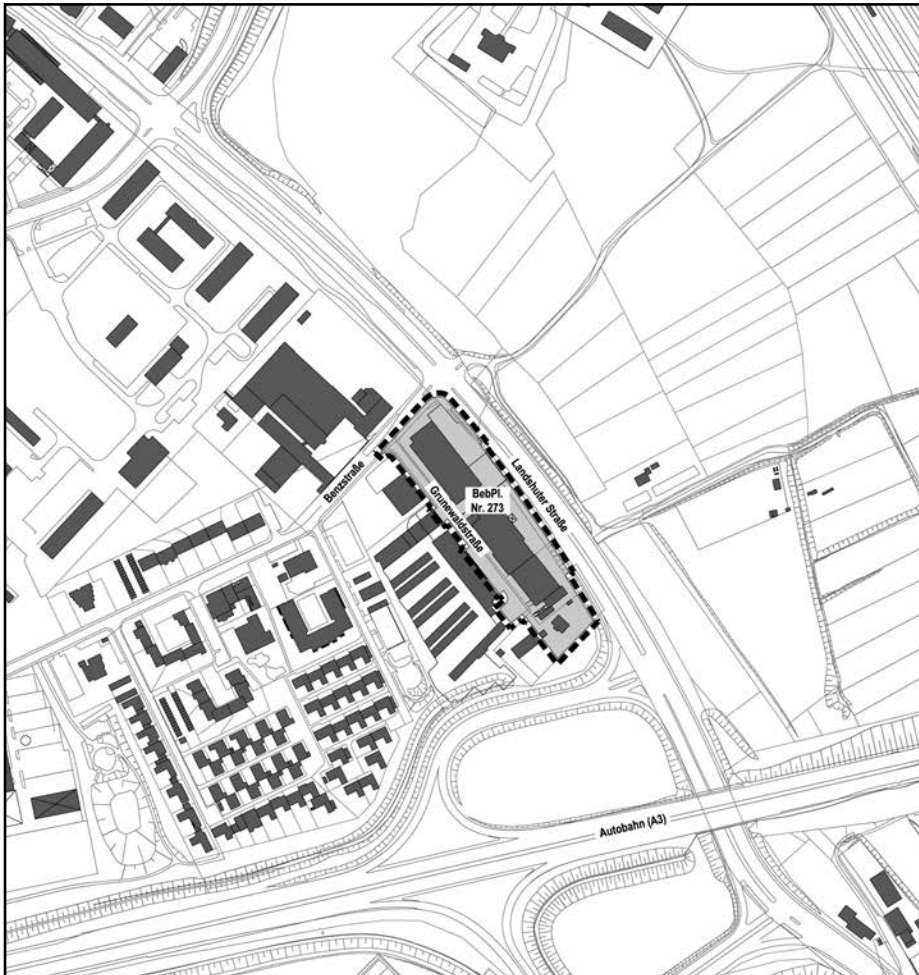 Benzstraße
BebPl.
Nr. 273
Landshuter Straße
Grunewaldstraße
Autobahn (A3)